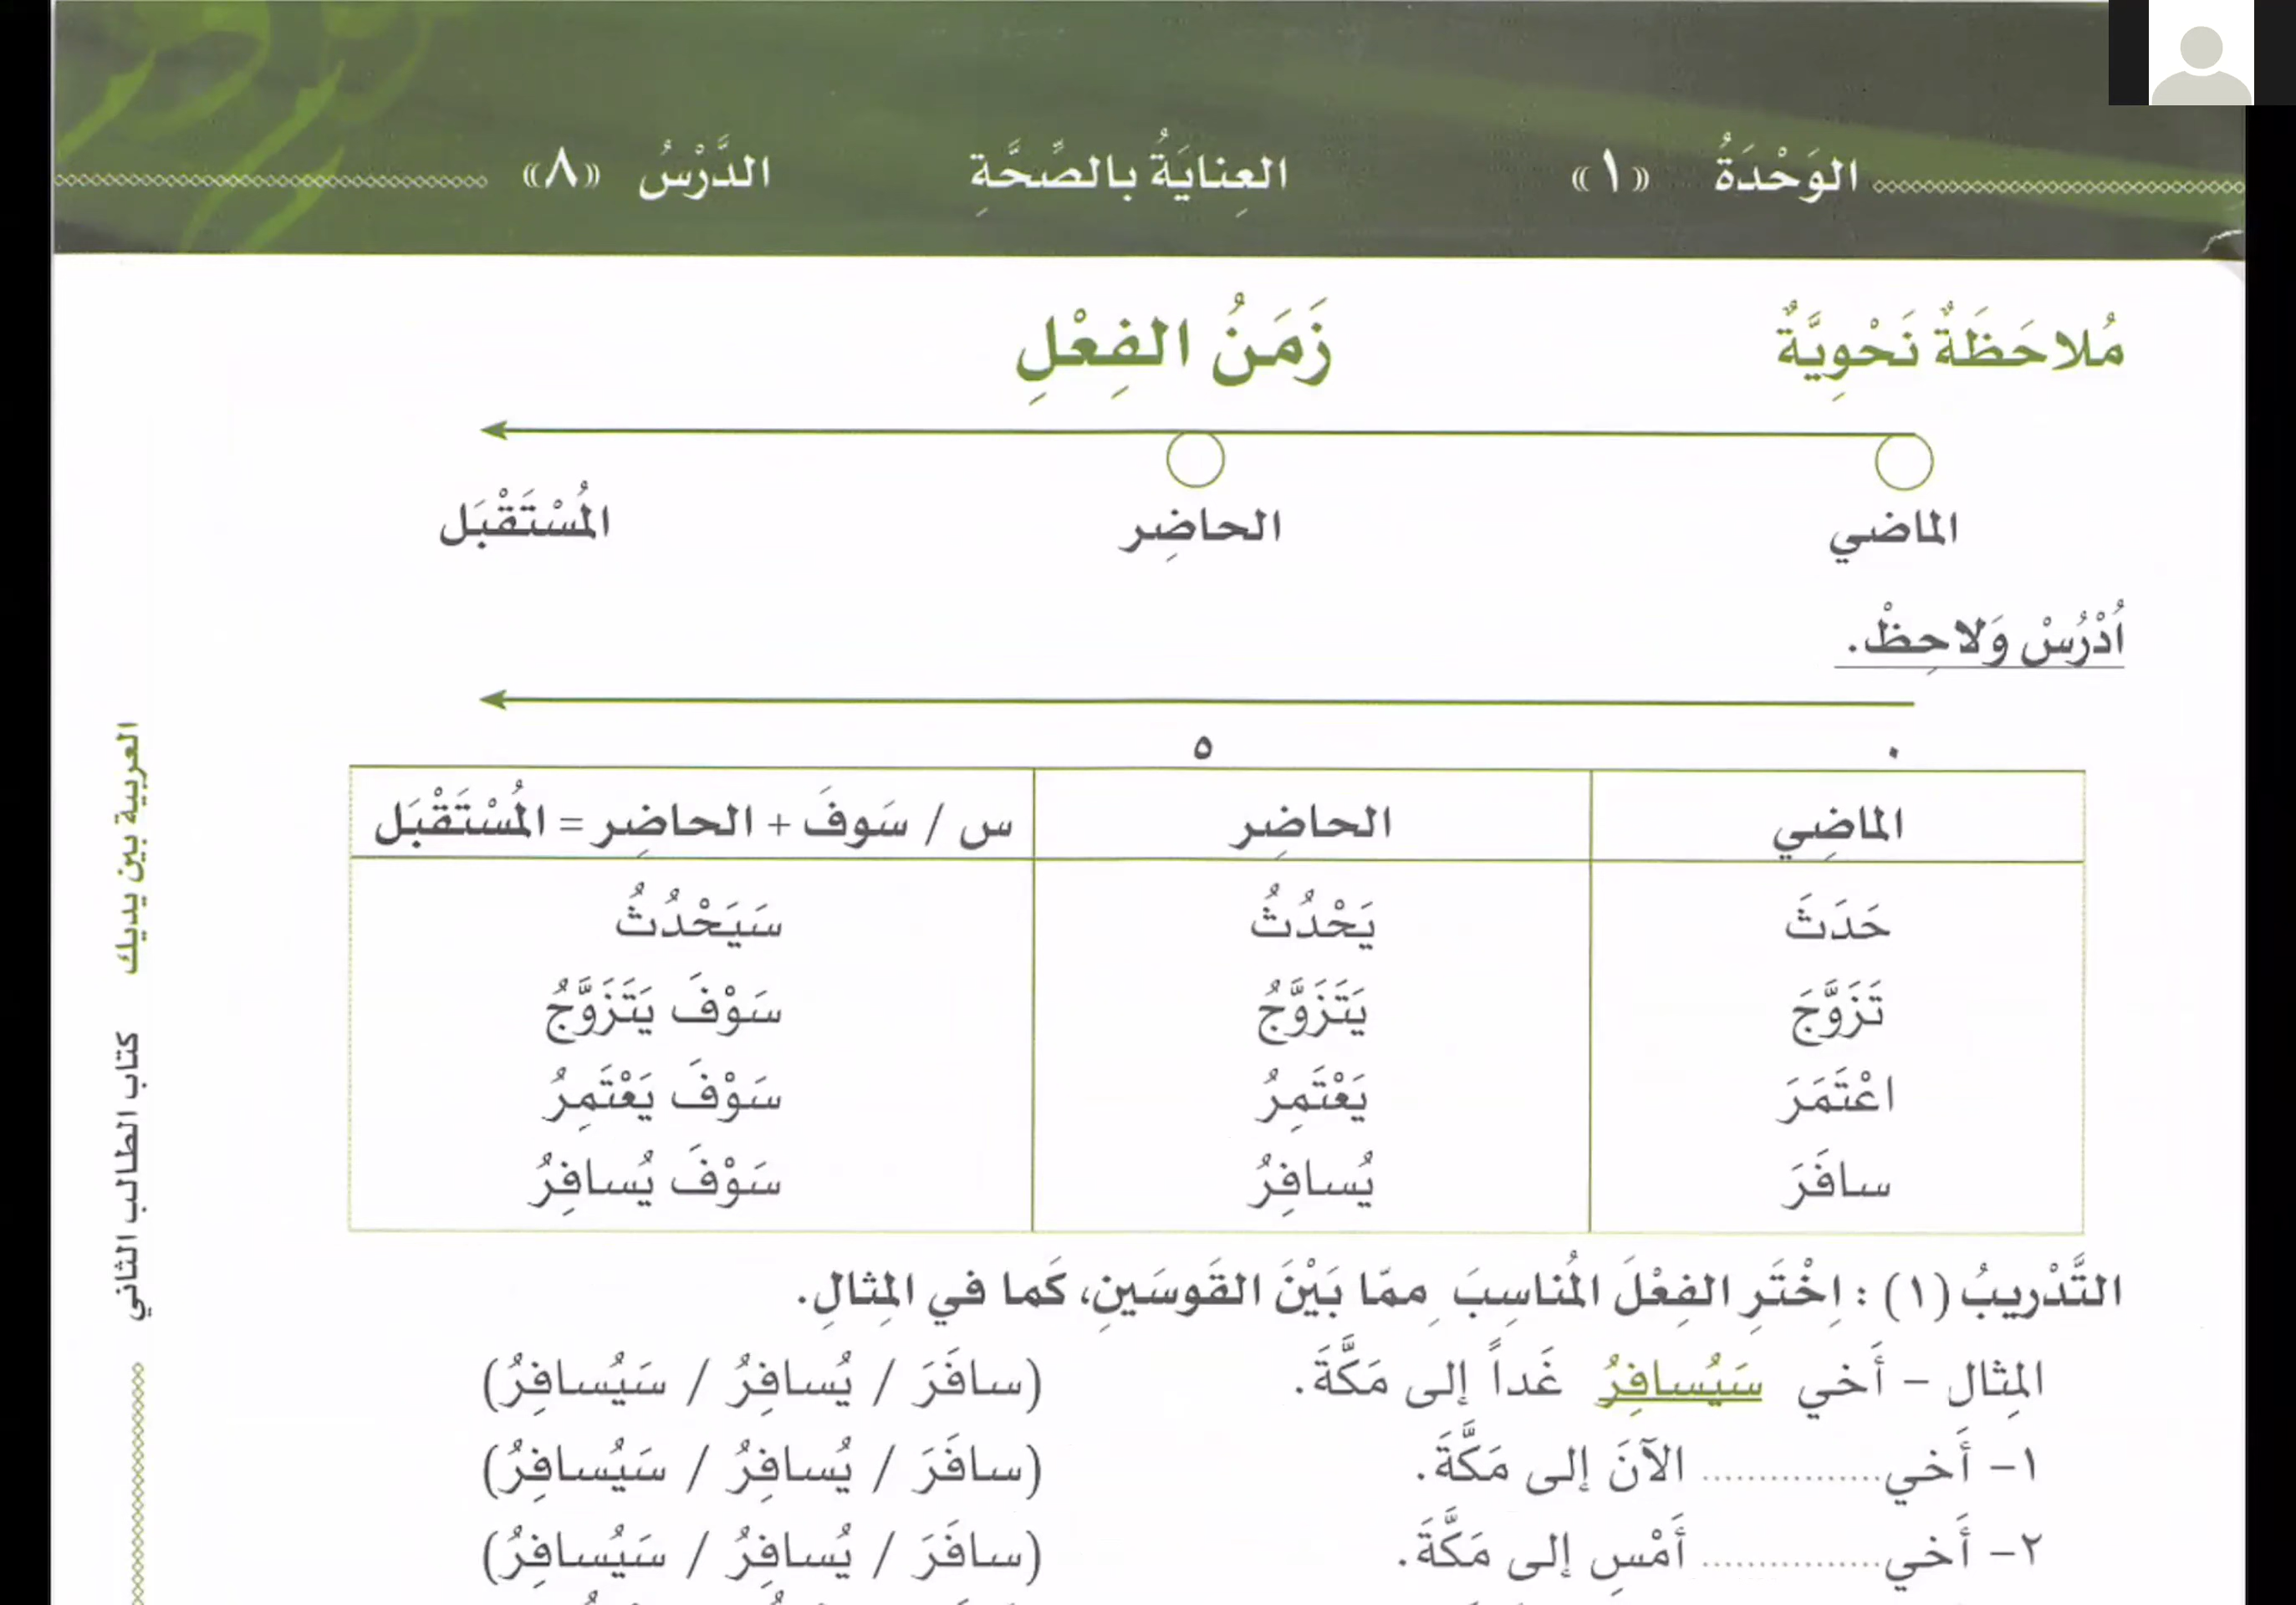 الوَحْدَةُ «١» العِنايَةُ بالصِّحَّةِ الدَّرْسُ «٨»
مُلاحَظَةٌ نَحْوِيَّةٌ
زَمَنُ الفِعْلِ
الماضي الحاضِر المُسْتَقْبَل
اُدْرُسْ وَلاحِظْ.
٠ ٥
الماضِي الحاضِر س / سَوفَ + الحاضِر = المُسْتَقْبَل
حَدَثَ يَحْدُثُ سَيَحْدُثُ
تَزَوَّجَ يَتَزَوَّجُ سَوْفَ يَتَزَوَّجُ
اعْتَمَرَ يَعْتَمِرُ سَوْفَ يَعْتَمِرُ
سافَرَ يُسافِرُ سَوْفَ يُسافِرُ
التَّدْريبُ (١) : اِخْتَرِ الفِعْلَ المُناسِبَ مِمّا بَيْنَ القَوسَينِ، كَما في المِثالِ.
المِثال – أَخي سَيُسافِرُ غَداً إلى مَكَّةَ. (سافَرَ / يُسافِرُ / سَيُسافِرُ)
١– أَخي ............... الآنَ إلى مَكَّةَ. (سافَرَ / يُسافِرُ / سَيُسافِرُ)
٢– أَخي ............... أَمْسِ إلى مَكَّةَ. (سافَرَ / يُسافِرُ / سَيُسافِرُ)
العربية بين يديك كتاب الطالب الثاني